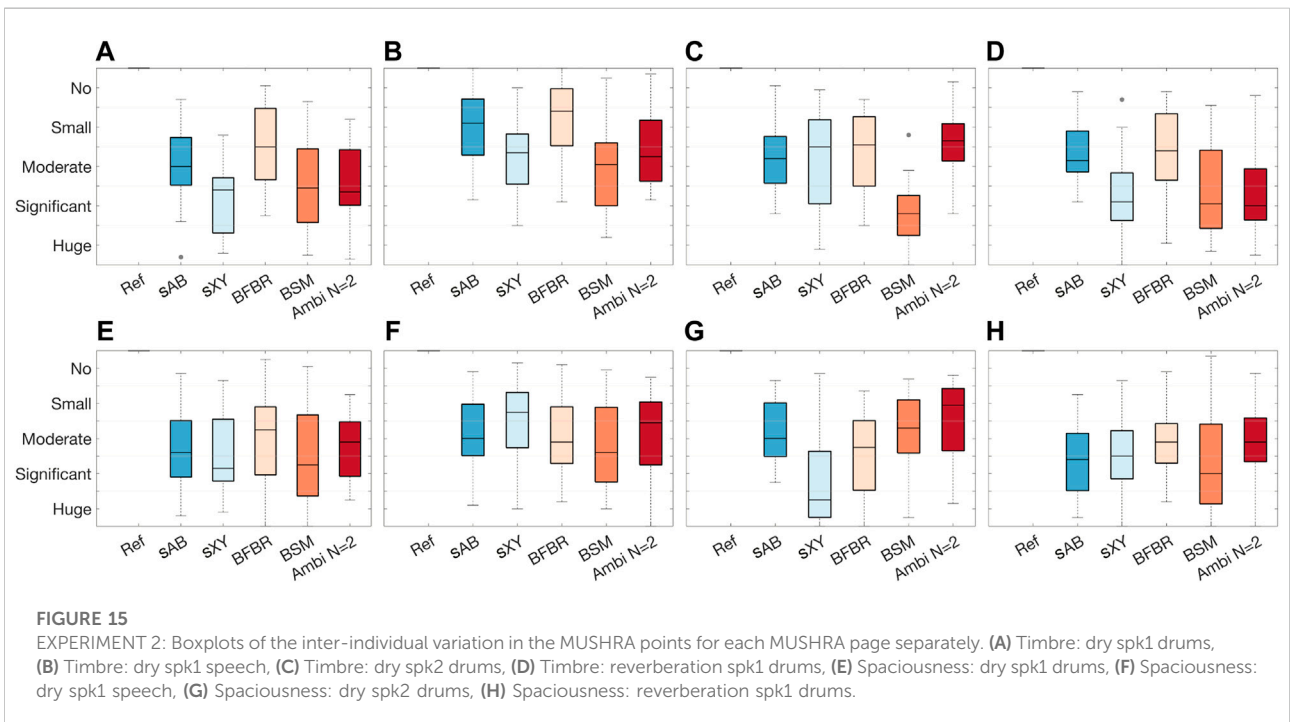 A B C D
No
Small
Moderate
Significant
Huge
Ref sAB sXY BFBR BSM Ambi N=2 Ref sAB sXY BFBR BSM Ambi N=2 Ref sAB sXY BFBR BSM Ambi N=2 Ref sAB sXY BFBR BSM Ambi N=2
E F G H
No
Small
Moderate
Significant
Huge
Ref sAB sXY BFBR BSM Ambi N=2 Ref sAB sXY BFBR BSM Ambi N=2 Ref sAB sXY BFBR BSM Ambi N=2 Ref sAB sXY BFBR BSM Ambi N=2
FIGURE 15
EXPERIMENT 2: Boxplots of the inter-individual variation in the MUSHRA points for each MUSHRA page separately. (A) Timbre: dry spk1 drums,
(B) Timbre: dry spk1 speech, (C) Timbre: dry spk2 drums, (D) Timbre: reverberation spk1 drums, (E) Spaciousness: dry spk1 drums, (F) Spaciousness:
dry spk1 speech, (G) Spaciousness: dry spk2 drums, (H) Spaciousness: reverberation spk1 drums.